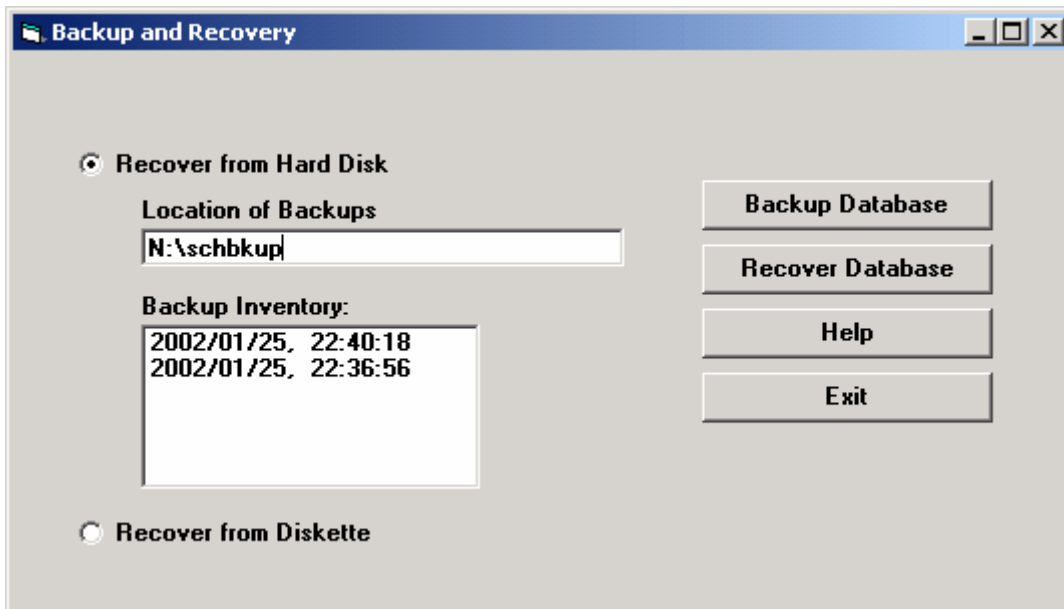 Backup and Recovery
Recover from Hard Disk
Location of Backups
N:\schbkup
Backup Inventory:
2002/01/25, 22:40:18
2002/01/25, 22:36:56
Recover from Diskette
Backup Database
Recover Database
Help
Exit